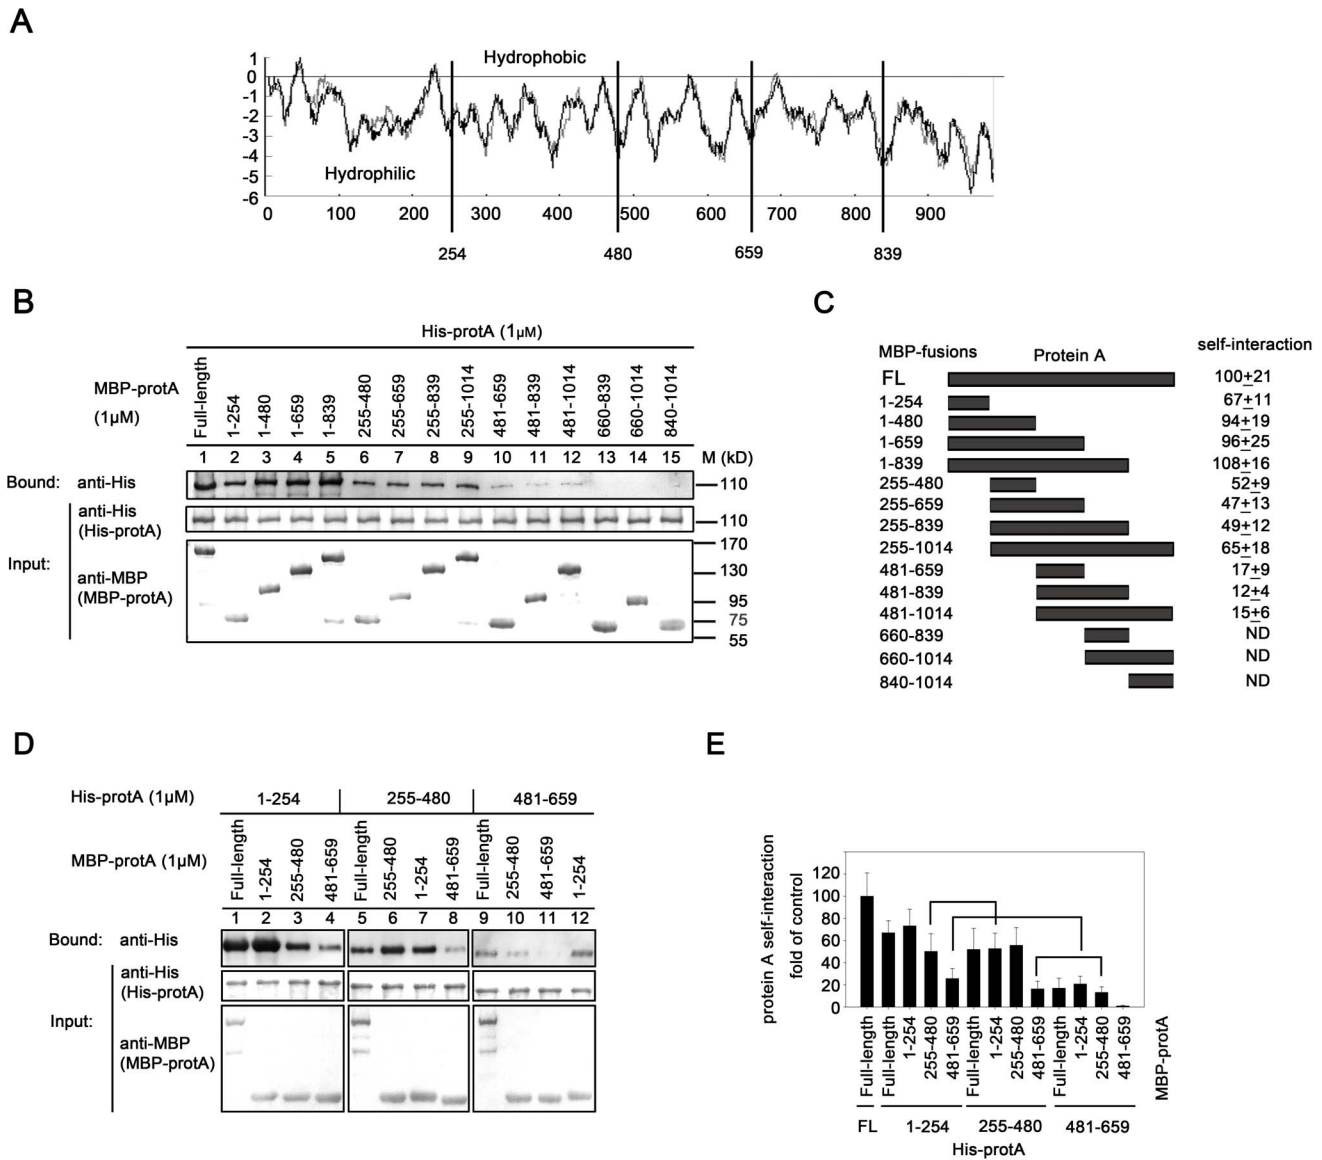 A
Hydrophobic
Hydrophilic
1
0
-1
-2
-3
-4
-5
-6
0 100 200 300 400 500 600 700 800 900
254 480 659 839
B
His-protA (1µM)
MBP-protA
(1µM)
Full-length
1-254
1-480
1-659
1-839
255-480
255-659
255-839
255-1014
481-659
481-839
481-1014
660-839
660-1014
840-1014
1 2 3 4 5 6 7 8 9 10 11 12 13 14 15 M (kD)
Bound: anti-His 110
anti-His
(His-protA) 110
Input:
anti-MBP
(MBP-protA)
170
130
95
75
55
C
MBP-fusions Protein A self-interaction
FL 100±21
1-254 67±11
1-480 94±19
1-659 96±25
1-839 108±16
255-480 52±9
255-659 47±13
255-839 49±12
255-1014 65±18
481-659 17±9
481-839 12±4
481-1014 15±6
660-839 ND
660-1014 ND
840-1014 ND
D
His-protA (1µM) 1-254 255-480 481-659
MBP-protA (1µM)
Full-length
1-254
255-480
481-659
Full-length
255-480
1-254
481-659
Full-length
255-480
481-659
1-254
1 2 3 4 5 6 7 8 9 10 11 12
Bound: anti-His
anti-His
(His-protA)
Input:
anti-MBP
(MBP-protA)
E
protein A self-interaction
fold of control
120
100
80
60
40
20
0
Full-length
Full-length
1-254
255-480
481-659
Full-length
1-254
255-480
481-659
Full-length
1-254
255-480
481-659
MBP-protA
FL 1-254 255-480 481-659
His-protA